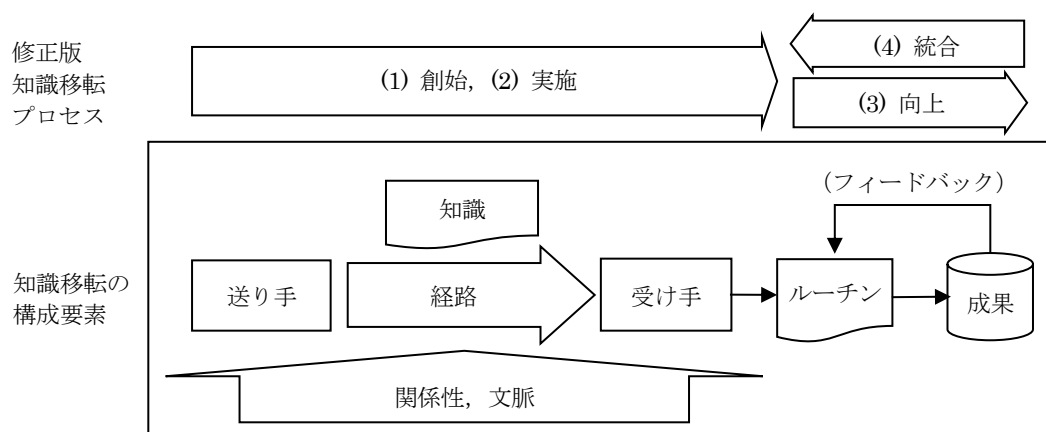 修正版
知識移転
プロセス
(1) 創始，(2) 実施
(4) 統合
(3) 向上
（フィードバック）
知識
知識移転の
構成要素
送り手
経路
受け手
ルーチン
成果
関係性，文脈